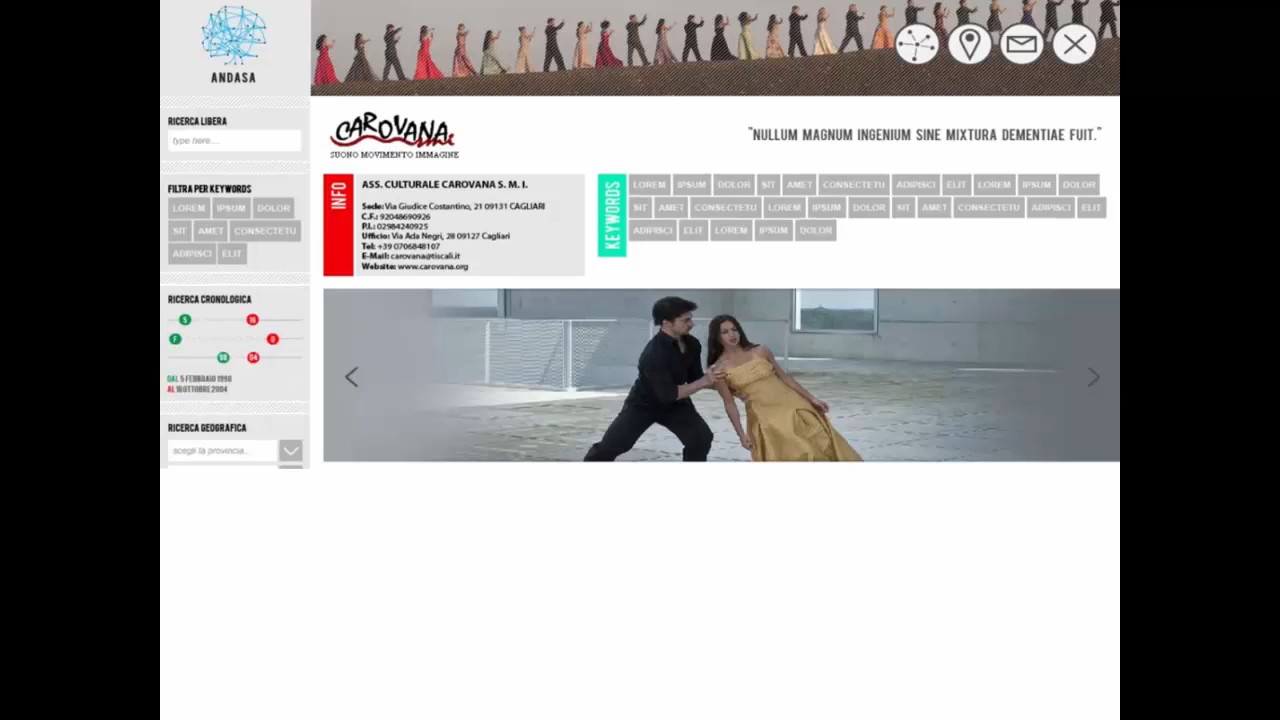 ANDASA
RICERCA LIBERA
type here....
FILTRA PER KEYWORDS
LOREM IPSUM DOLOR
SIT AMET CONSECTETU
ADIPISCI ELIT
RICERCA CRONOLOGICA
5 16
F O
98 04
DAL 5 FEBBRAIO 1998
AL 16 OTTOBRE 2004
RICERCA GEOGRAFICA
scegli la provincia..
CAROVANA
SUONO MOVIMENTO IMMAGINE
"NULLUM MAGNUM INGENIUM SINE MIXTURA DEMENTIAE FUIT."
INFO
ASS. CULTURALE CAROVANA S. M. I.
Sede: Via Giudice Costantino, 21 09131 CAGLIARI
C.F.: 92048690926
P.I.: 02984240925
Ufficio: Via Ada Negri, 28 09127 Cagliari
Tel: +39 0706848107
E-Mail: carovana@tiscali.it
Website: www.carovana.org
KEYWORDS
LOREM IPSUM DOLOR SIT AMET CONSECTETU ADIPISCI ELIT LOREM IPSUM DOLOR
SIT AMET CONSECTETU LOREM IPSUM DOLOR SIT AMET CONSECTETU ADIPISCI ELIT
ADIPISCI ELIT LOREM IPSUM DOLOR